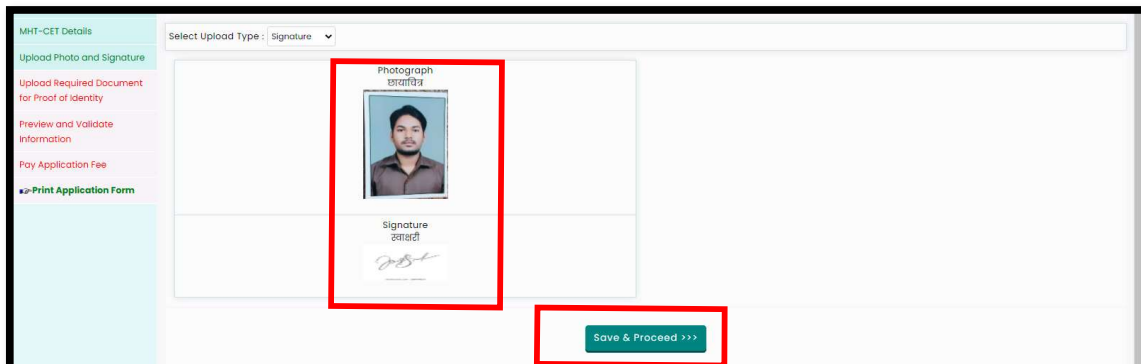 MHT-CET Details
Upload Photo and Signature
Upload Required Document
for Proof of Identity
Preview and Validate
Information
Pay Application Fee
Print Application Form
Select Upload Type : Signature
Photograph
छायाचित्र
Signature
स्वाक्षरी
Save & Proceed >>>